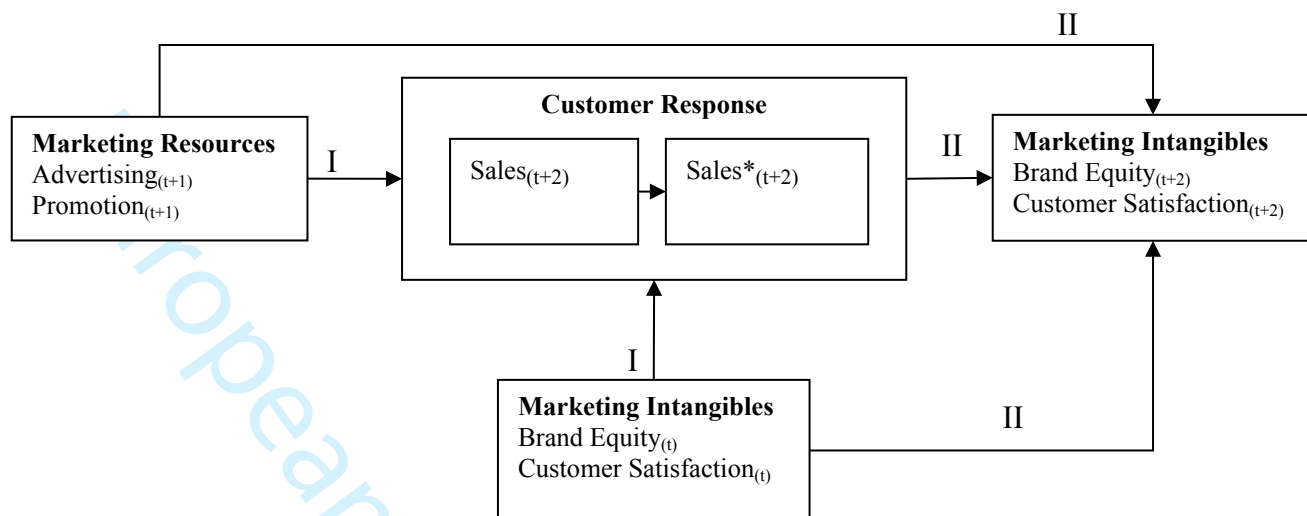 II
Customer Response
Marketing Resources
Advertising(t+1)
Promotion(t+1)
I
Sales(t+2)
Sales*(t+2)
II
Marketing Intangibles
Brand Equity(t+2)
Customer Satisfaction(t+2)
I
Marketing Intangibles
Brand Equity(t)
Customer Satisfaction(t)
II
ropean